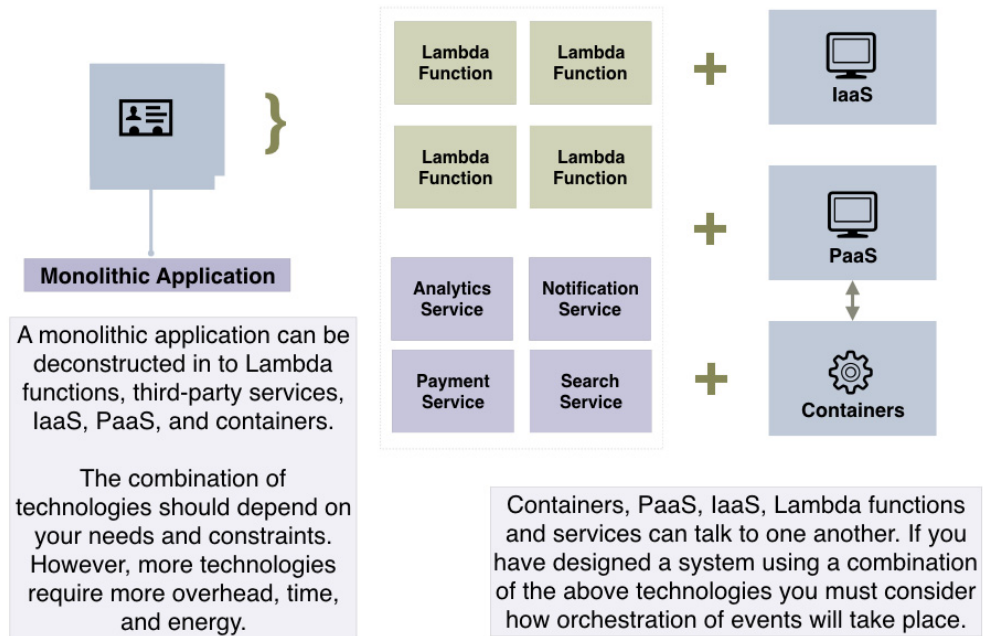 Lambda
Function
Lambda
Function
+
IaaS
}
Lambda
Function
Lambda
Function
+
PaaS
Monolithic Application
Analytics
Service
Notification
Service
Payment
Service
Search
Service
+
Containers
A monolithic application can be
deconstructed in to Lambda
functions, third-party services,
IaaS, PaaS, and containers.
The combination of
technologies should depend on
your needs and constraints.
However, more technologies
require more overhead, time,
and energy.
Containers, PaaS, IaaS, Lambda functions
and services can talk to one another. If you
have designed a system using a combination
of the above technologies you must consider
how orchestration of events will take place.